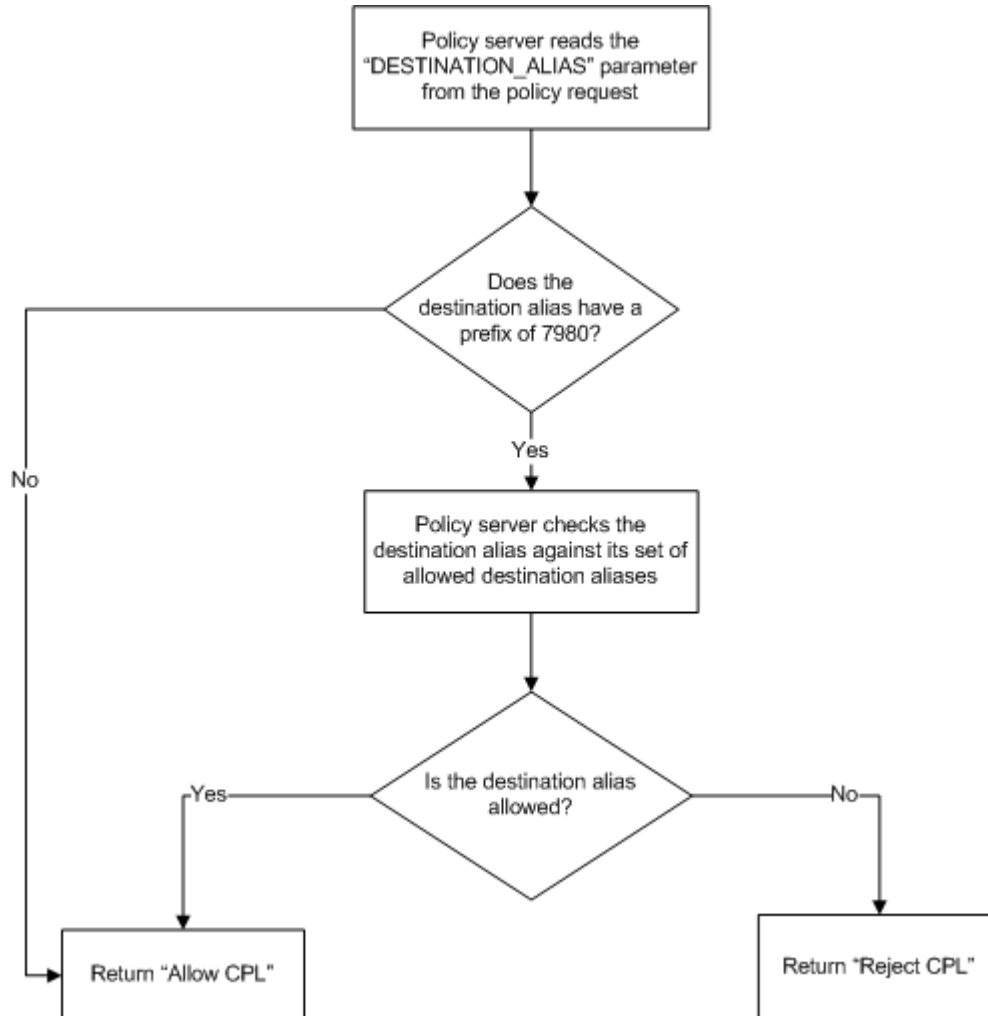 Policy server reads the
“DESTINATION_ALIAS” parameter
from the policy request
Does the
destination alias have a
prefix of 7980?
Yes
No
Policy server checks the
destination alias against its set of
allowed destination aliases
Is the destination alias
allowed?
Yes
No
Return “Allow CPL”
Return “Reject CPL”